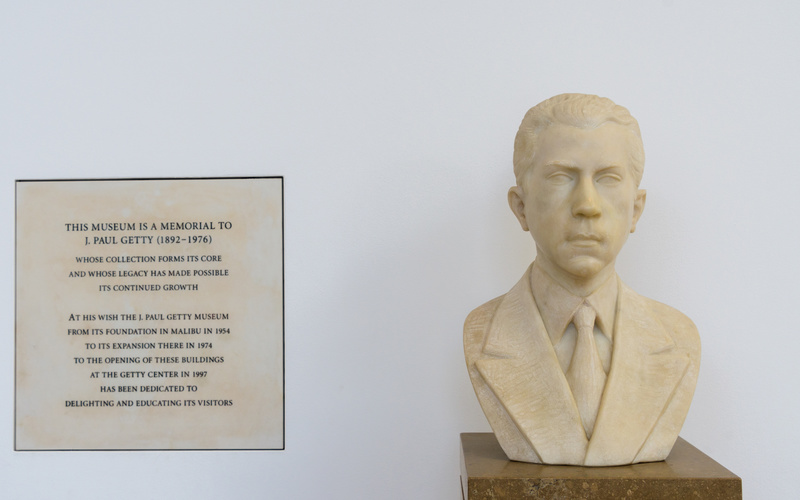 THIS MUSEUM IS A MEMORIAL TO
J. PAUL GETTY (1892–1976)
WHOSE COLLECTION FORMS ITS CORE
AND WHOSE LEGACY HAS MADE POSSIBLE
ITS CONTINUED GROWTH
AT HIS WISH THE J. PAUL GETTY MUSEUM
FROM ITS FOUNDATION IN MALIBU IN 1954
TO ITS EXPANSION THERE IN 1974
TO THE OPENING OF THESE BUILDINGS
AT THE GETTY CENTER IN 1997
HAS BEEN DEDICATED TO
DELIGHTING AND EDUCATING ITS VISITORS